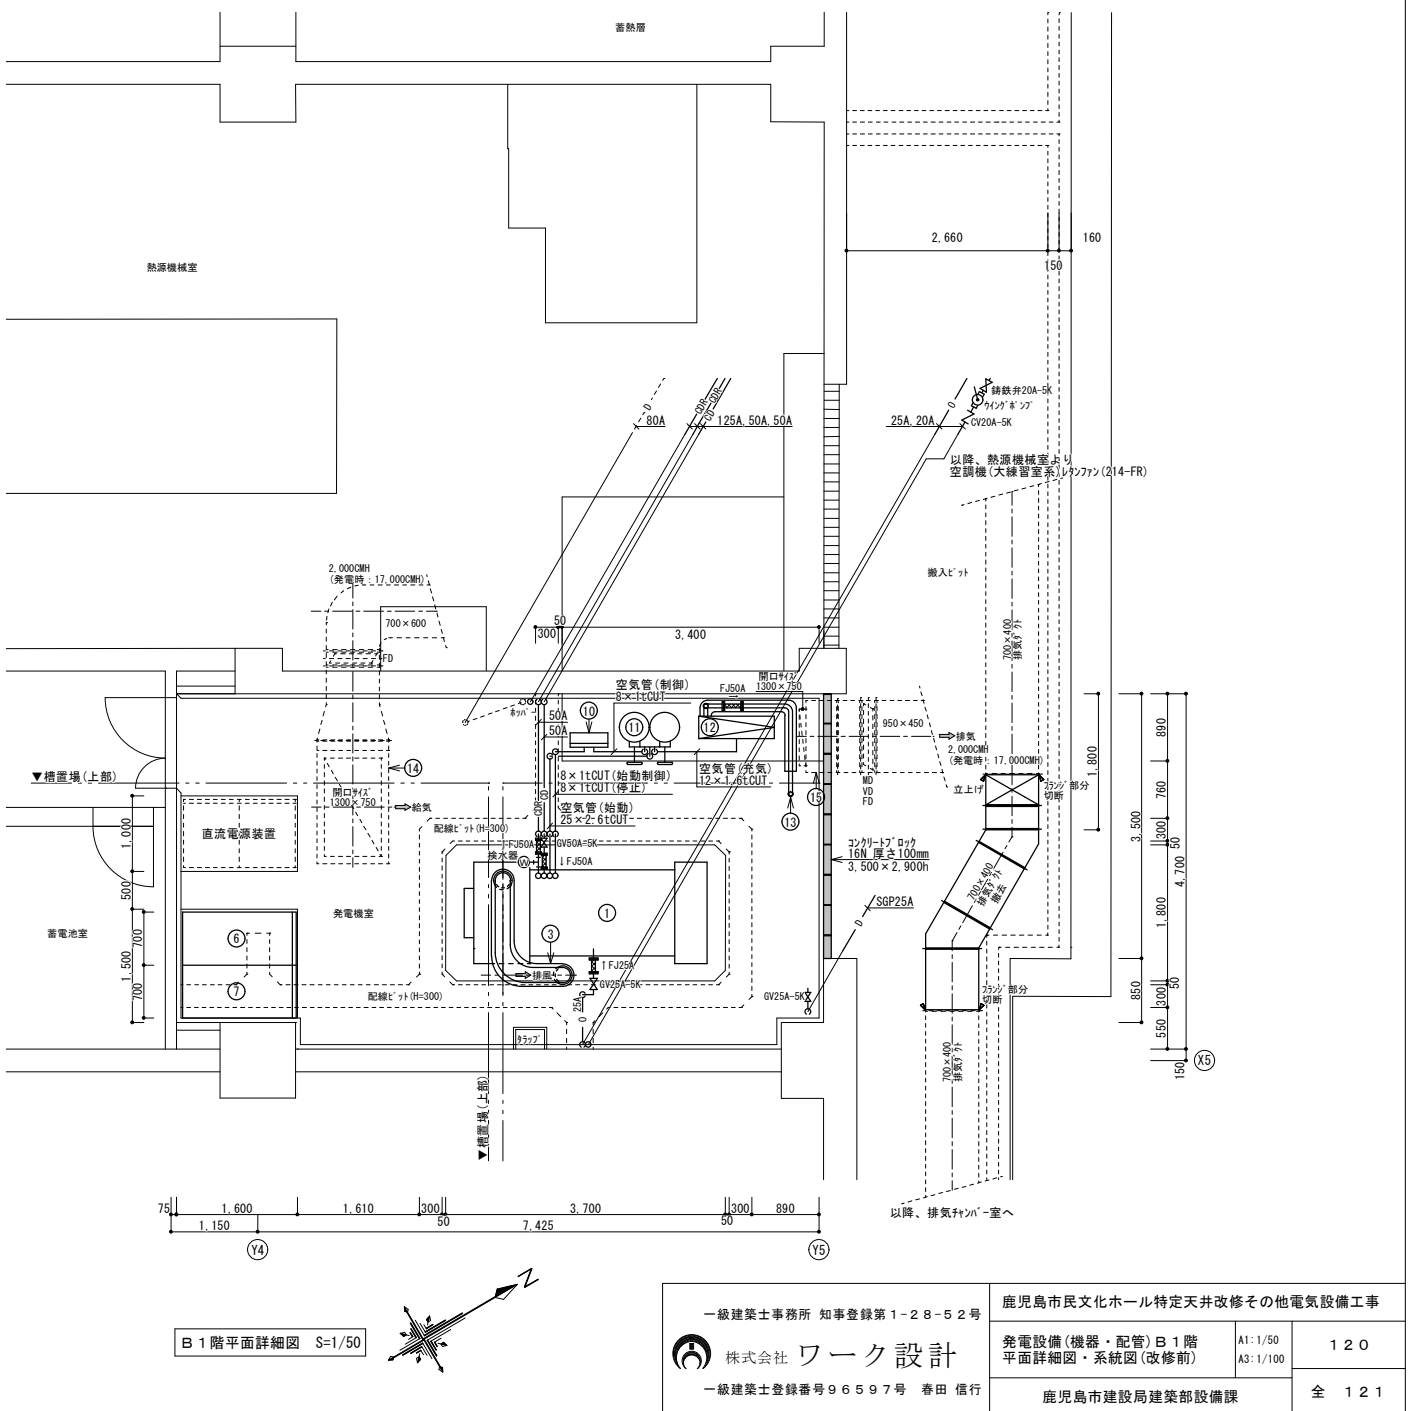 蓄熱層
熱源機械室
2,660
160
150
80A
D
CDR
CD
CDR
125A,50A,50A
25A,20A
D
鋳鉄弁20A-5K
ウイングポンプ
CV20A-5K
以降、熱源機械室より
空調機(大練習室系)レタンファン(214-FR)
搬入ピット
700×400
排気ダクト
2,000CMH
(発電時:17,000CMH)
700×600
FD
50
300
3,400
空気管(制御)
8×1tCUT
FJ50A
開口サイズ
1300×750
ホッパー
50A
50A
⑩
⑪
⑫
950×450
排気
2,000CMH
(発電時:17,000CMH)
▼槽置場(上部)
⑭
8×1tCUT(始動制御)
8×1tCUT(停止)
空気管(充気)
12×1.6tCUT
⑮
⑬
MD
VD
FD
立上げ
フランジ部分
切断
開口サイズ
1300×750
給気
CDR
CD
空気管(始動)
25×2.6tCUT
直流電源装置
配線ピット(H=300)
FJ50A
GV50A=5K
検水器
↓FJ50A
コンクリートブロック
16N 厚さ100mm
3,500×2,900h
SGP25A
D
700×400
排気ダクト
撤去
発電機室
蓄電池室
①
③
⑥
⑦
排風
↑FJ25A
GV25A-5K
25A
O
GV25A-5K
配線ピット(H=300)
タラップ
フランジ部分
切断
700×400
排気ダクト
1,000
500
1,500
700
700
890
1,800
760
3,500
300
50
4,700
1,800
850
300
50
550
150
X5
▼槽置場(上部)
以降、排気チャンバー室へ
75
1,600
1,610
300
50
3,700
50
300
890
1,150
7,425
Y4
Y5
N
B1階平面詳細図 S=1/50
一級建築士事務所 知事登録第1-28-52号
株式会社 ワーク設計
一級建築士登録番号96597号 春田 信行
鹿児島市民文化ホール特定天井改修その他電気設備工事
発電設備(機器・配管)B1階
平面詳細図・系統図(改修前)
A1:1/50
A3:1/100
120
鹿児島市建設局建築部設備課
全 121